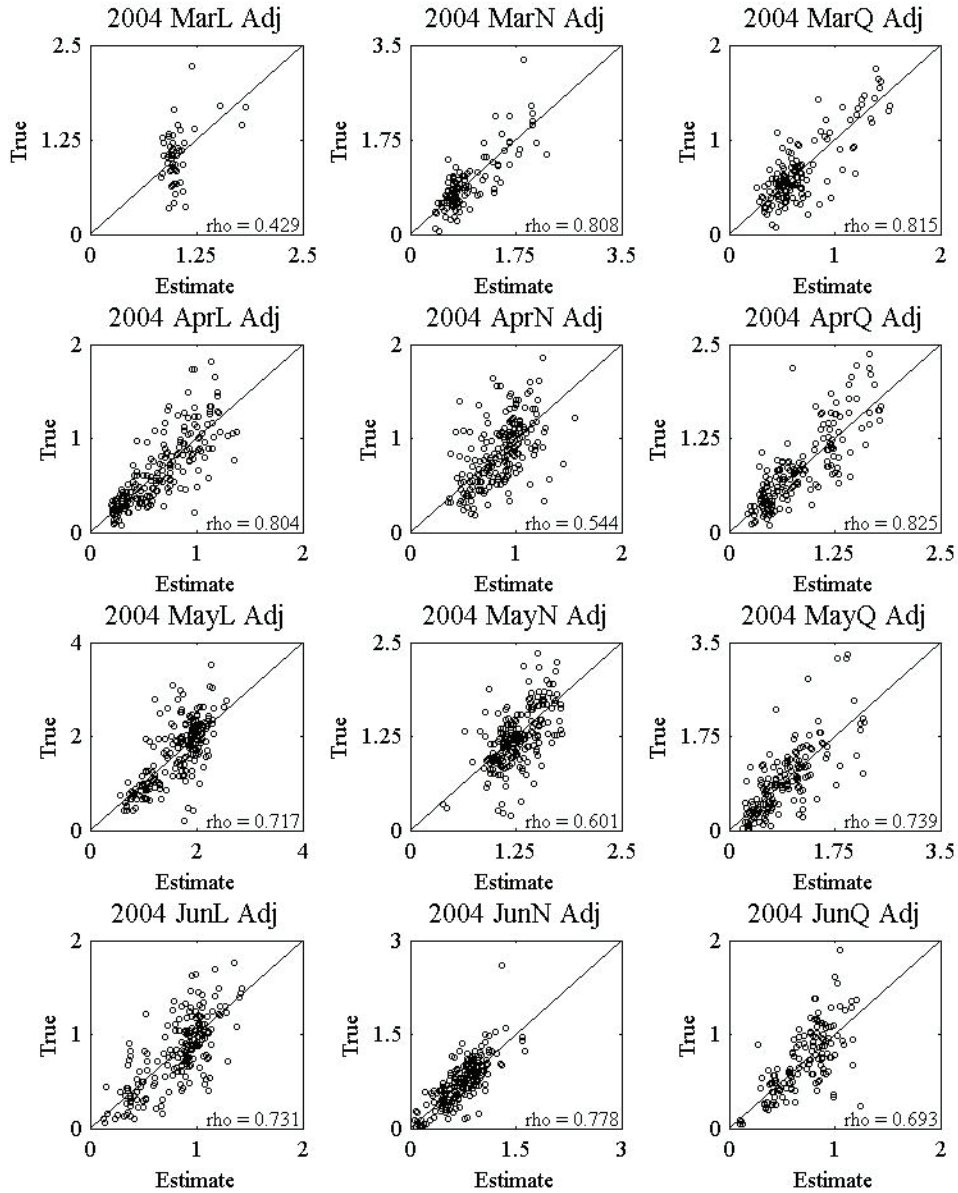 2004 MarL Adj
2004 MarN Adj
2004 MarQ Adj
2.5
1.25
0
True
rho = 0.429
0
1.25
2.5
Estimate
3.5
1.75
0
True
rho = 0.808
0
1.75
3.5
Estimate
2
1
0
True
rho = 0.815
0
1
2
Estimate
2004 AprL Adj
2004 AprN Adj
2004 AprQ Adj
2
1
0
True
rho = 0.804
0
1
2
Estimate
2
1
0
True
rho = 0.544
0
1
2
Estimate
2.5
1.25
0
True
rho = 0.825
0
1.25
2.5
Estimate
2004 MayL Adj
2004 MayN Adj
2004 MayQ Adj
4
2
0
True
rho = 0.717
0
2
4
Estimate
2.5
1.25
0
True
rho = 0.601
0
1.25
2.5
Estimate
3.5
1.75
0
True
rho = 0.739
0
1.75
3.5
Estimate
2004 JunL Adj
2004 JunN Adj
2004 JunQ Adj
2
1
0
True
rho = 0.731
0
1
2
Estimate
3
1.5
0
True
rho = 0.778
0
1.5
3
Estimate
2
1
0
True
rho = 0.693
0
1
2
Estimate